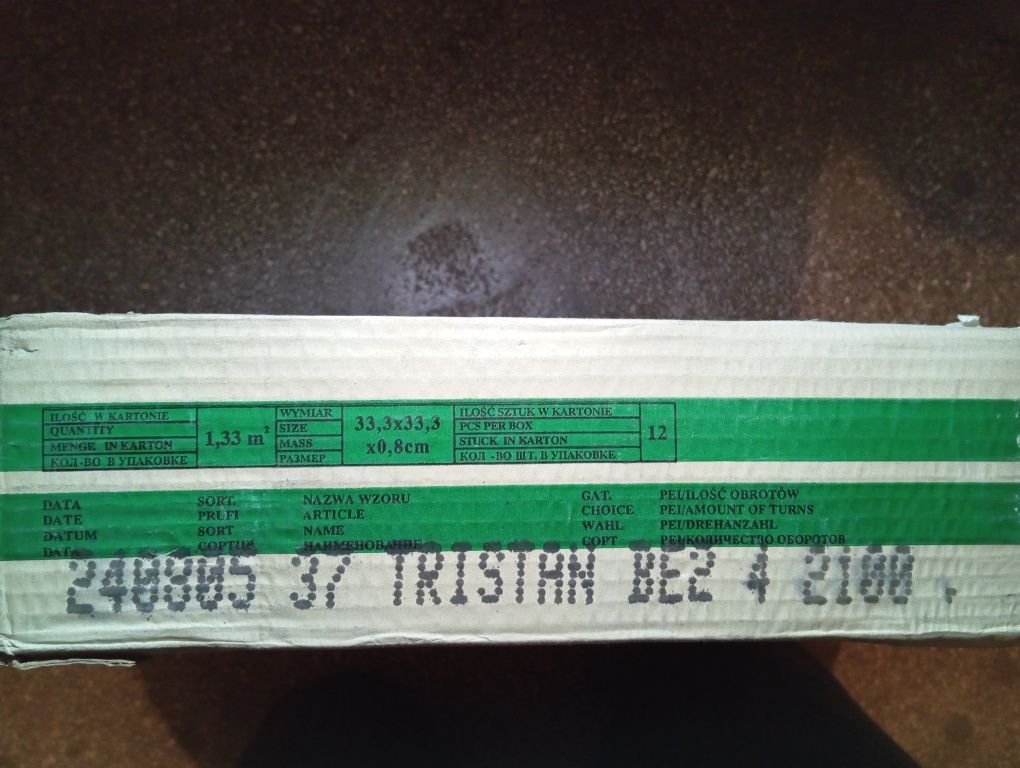 ILOŚĆ W KARTONIE
QUANTITY
MENGE IN KARTON
КОЛ-ВО В УПАКОВКЕ
1,33 m²
WYMIAR
SIZE
MASS
РАЗМЕР
33,3x33,3
x0,8cm
ILOŚĆ SZTUK W KARTONIE
PCS PER BOX
STUCK IN KARTON
КОЛ-ВО ШТ. В УПАКОВКЕ
12
DATA SORT. NAZWA WZORU GAT. PEI/ILOŚĆ OBROTÓW
DATE PRUFI ARTICLE CHOICE PEI/AMOUNT OF TURNS
DATUM SORT NAME WAHL PEI/DREHANZAHL
ДАТА НАИМЕНОВАНИЕ СОРТ PEI/КОЛИЧЕСТВО ОБОРОТОВ
37 TRISTAN BEZ 4 2100